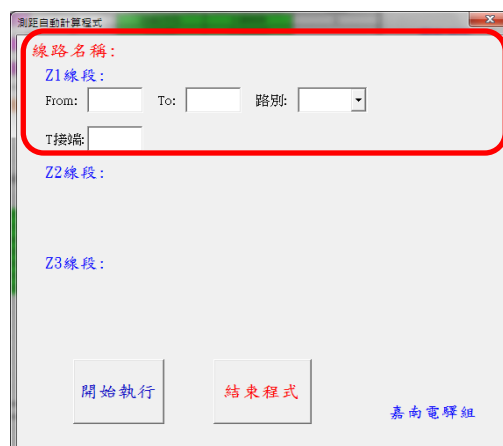 測距自動計算程式
線路名稱:
Z1線段:
From: To: 路別:
T接端:
Z2線段:
Z3線段:
開始執行 結束程式
嘉南電驛組